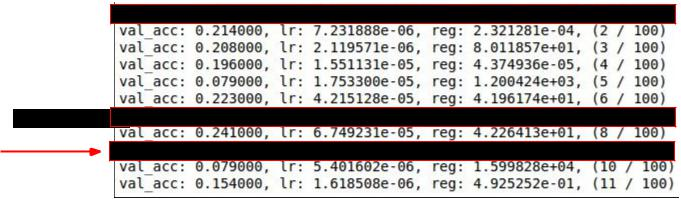 val_acc: 0.214000, lr: 7.231888e-06, reg: 2.321281e-04, (2 / 100)
val_acc: 0.208000, lr: 2.119571e-06, reg: 8.011857e+01, (3 / 100)
val_acc: 0.196000, lr: 1.551131e-05, reg: 4.374936e-05, (4 / 100)
val_acc: 0.079000, lr: 1.753300e-05, reg: 1.200424e+03, (5 / 100)
val_acc: 0.223000, lr: 4.215128e-05, reg: 4.196174e+01, (6 / 100)
val_acc: 0.241000, lr: 6.749231e-05, reg: 4.226413e+01, (8 / 100)
val_acc: 0.079000, lr: 5.401602e-06, reg: 1.599828e+04, (10 / 100)
val_acc: 0.154000, lr: 1.618508e-06, reg: 4.925252e-01, (11 / 100)